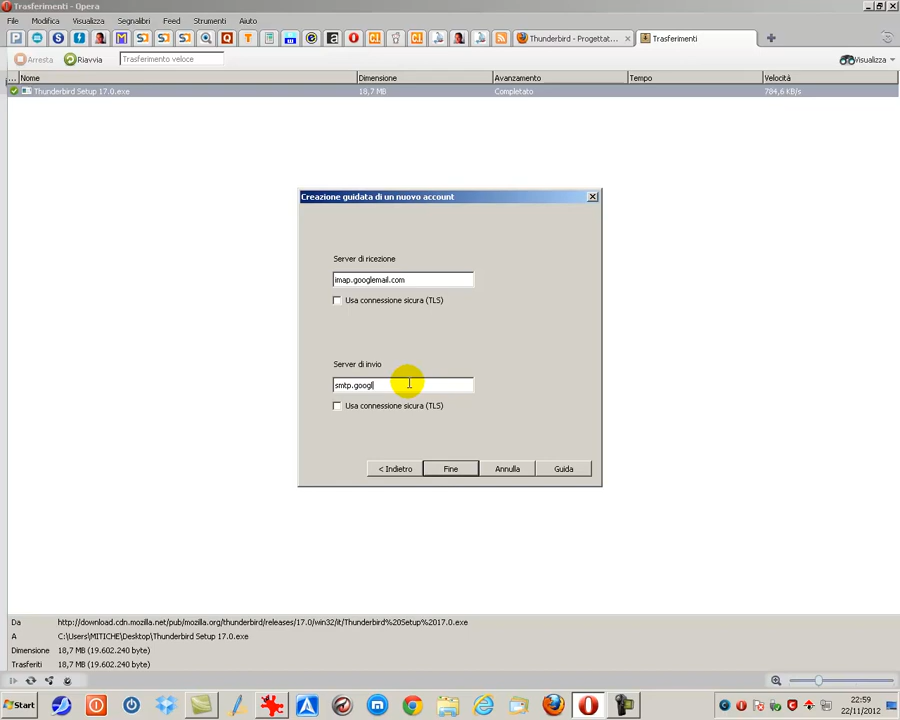 Trasferimenti - Opera
File Modifica Visualizza Segnalibri Feed Strumenti Aiuto
Thunderbird - Progettat... Trasferimenti
Arresta Riavvia Trasferimento veloce Visualizza
... Nome Dimensione Avanzamento Tempo Velocità
Thunderbird Setup 17.0.exe 18,7 MB Completato 784,6 KB/s
Creazione guidata di un nuovo account
Server di ricezione
imap.googlemail.com
Usa connessione sicura (TLS)
Server di invio
smtp.googl
Usa connessione sicura (TLS)
< Indietro Fine Annulla Guida
Da http://download.cdn.mozilla.net/pub/mozilla.org/thunderbird/releases/17.0/win32/it/Thunderbird%20Setup%2017.0.exe
A C:\Users\MITICHE\Desktop\Thunderbird Setup 17.0.exe
Dimensione 18,7 MB (19.602.240 byte)
Trasferiti 18,7 MB (19.602.240 byte)
Start
22:59
22/11/2012